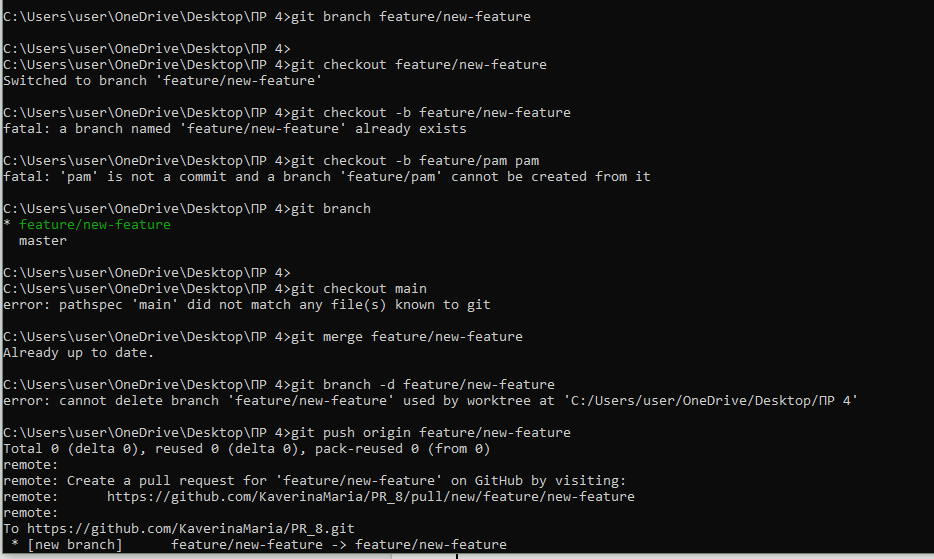 C:\Users\user\OneDrive\Desktop\ПР 4>git branch feature/new-feature
C:\Users\user\OneDrive\Desktop\ПР 4>
C:\Users\user\OneDrive\Desktop\ПР 4>git checkout feature/new-feature
Switched to branch 'feature/new-feature'
C:\Users\user\OneDrive\Desktop\ПР 4>git checkout -b feature/new-feature
fatal: a branch named 'feature/new-feature' already exists
C:\Users\user\OneDrive\Desktop\ПР 4>git checkout -b feature/pam pam
fatal: 'pam' is not a commit and a branch 'feature/pam' cannot be created from it
C:\Users\user\OneDrive\Desktop\ПР 4>git branch
* feature/new-feature
  master
C:\Users\user\OneDrive\Desktop\ПР 4>
C:\Users\user\OneDrive\Desktop\ПР 4>git checkout main
error: pathspec 'main' did not match any file(s) known to git
C:\Users\user\OneDrive\Desktop\ПР 4>git merge feature/new-feature
Already up to date.
C:\Users\user\OneDrive\Desktop\ПР 4>git branch -d feature/new-feature
error: cannot delete branch 'feature/new-feature' used by worktree at 'C:/Users/user/OneDrive/Desktop/ПР 4'
C:\Users\user\OneDrive\Desktop\ПР 4>git push origin feature/new-feature
Total 0 (delta 0), reused 0 (delta 0), pack-reused 0 (from 0)
remote:
remote: Create a pull request for 'feature/new-feature' on GitHub by visiting:
remote:      https://github.com/KaverinaMaria/PR_8/pull/new/feature/new-feature
remote:
To https://github.com/KaverinaMaria/PR_8.git
 * [new branch]      feature/new-feature -> feature/new-feature